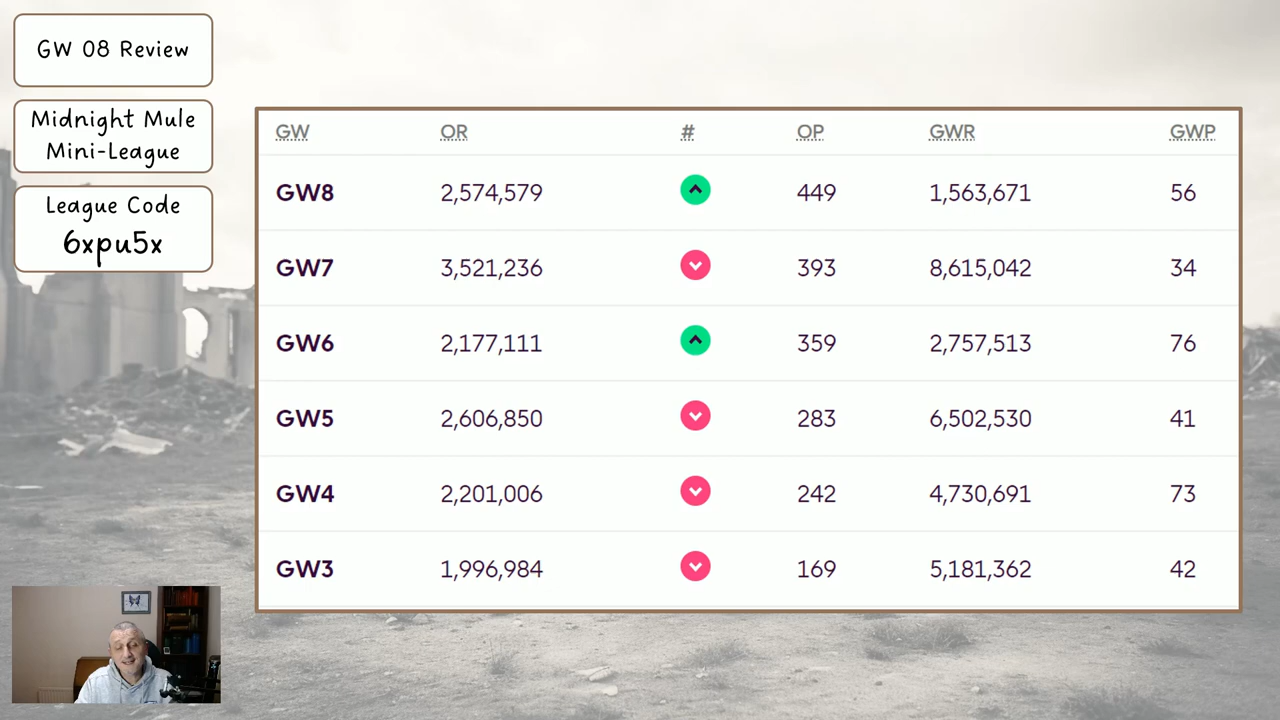 GW 08 Review
Midnight Mule
Mini-League
League Code
6xpu5x
GW OR # OP GWR GWP
GW8 2,574,579 449 1,563,671 56
GW7 3,521,236 393 8,615,042 34
GW6 2,177,111 359 2,757,513 76
GW5 2,606,850 283 6,502,530 41
GW4 2,201,006 242 4,730,691 73
GW3 1,996,984 169 5,181,362 42